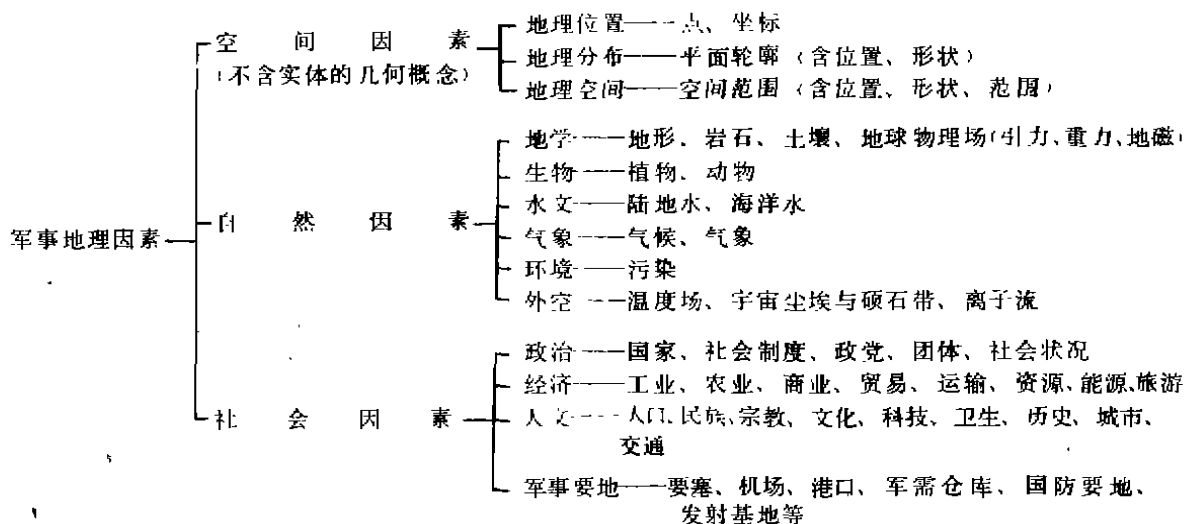 空间因素
(不含实体的几何概念)
地理位置——点、坐标
地理分布——平面轮廓(含位置、形状)
地理空间——空间范围(含位置、形状、范围)
军事地理因素
自然因素
地学——地形、岩石、土壤、地球物理场(引力、重力、地磁)
生物——植物、动物
水文——陆地水、海洋水
气象——气候、气象
环境——污染
外空——温度场、宇宙尘埃与硕石带、离子流
社会因素
政治——国家、社会制度、政党、团体、社会状况
经济——工业、农业、商业、贸易、运输、资源、能源、旅游
人文——人口、民族、宗教、文化、科技、卫生、历史、城市、
交通
军事要地——要塞、机场、港口、军需仓库、国防要地、
发射基地等